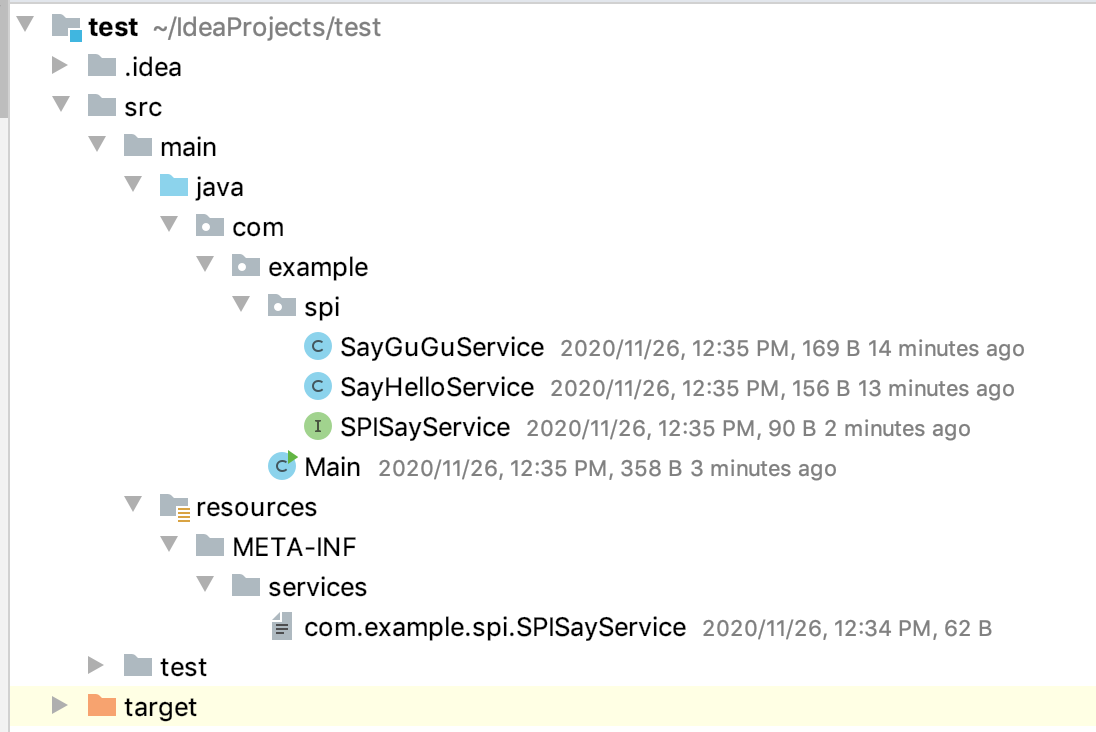 test ~/IdeaProjects/test
.idea
src
main
java
com
example
spi
C SayGuGuService 2020/11/26, 12:35 PM, 169 B 14 minutes ago
C SayHelloService 2020/11/26, 12:35 PM, 156 B 13 minutes ago
I SPISayService 2020/11/26, 12:35 PM, 90 B 2 minutes ago
C Main 2020/11/26, 12:35 PM, 358 B 3 minutes ago
resources
META-INF
services
com.example.spi.SPISayService 2020/11/26, 12:34 PM, 62 B
test
target